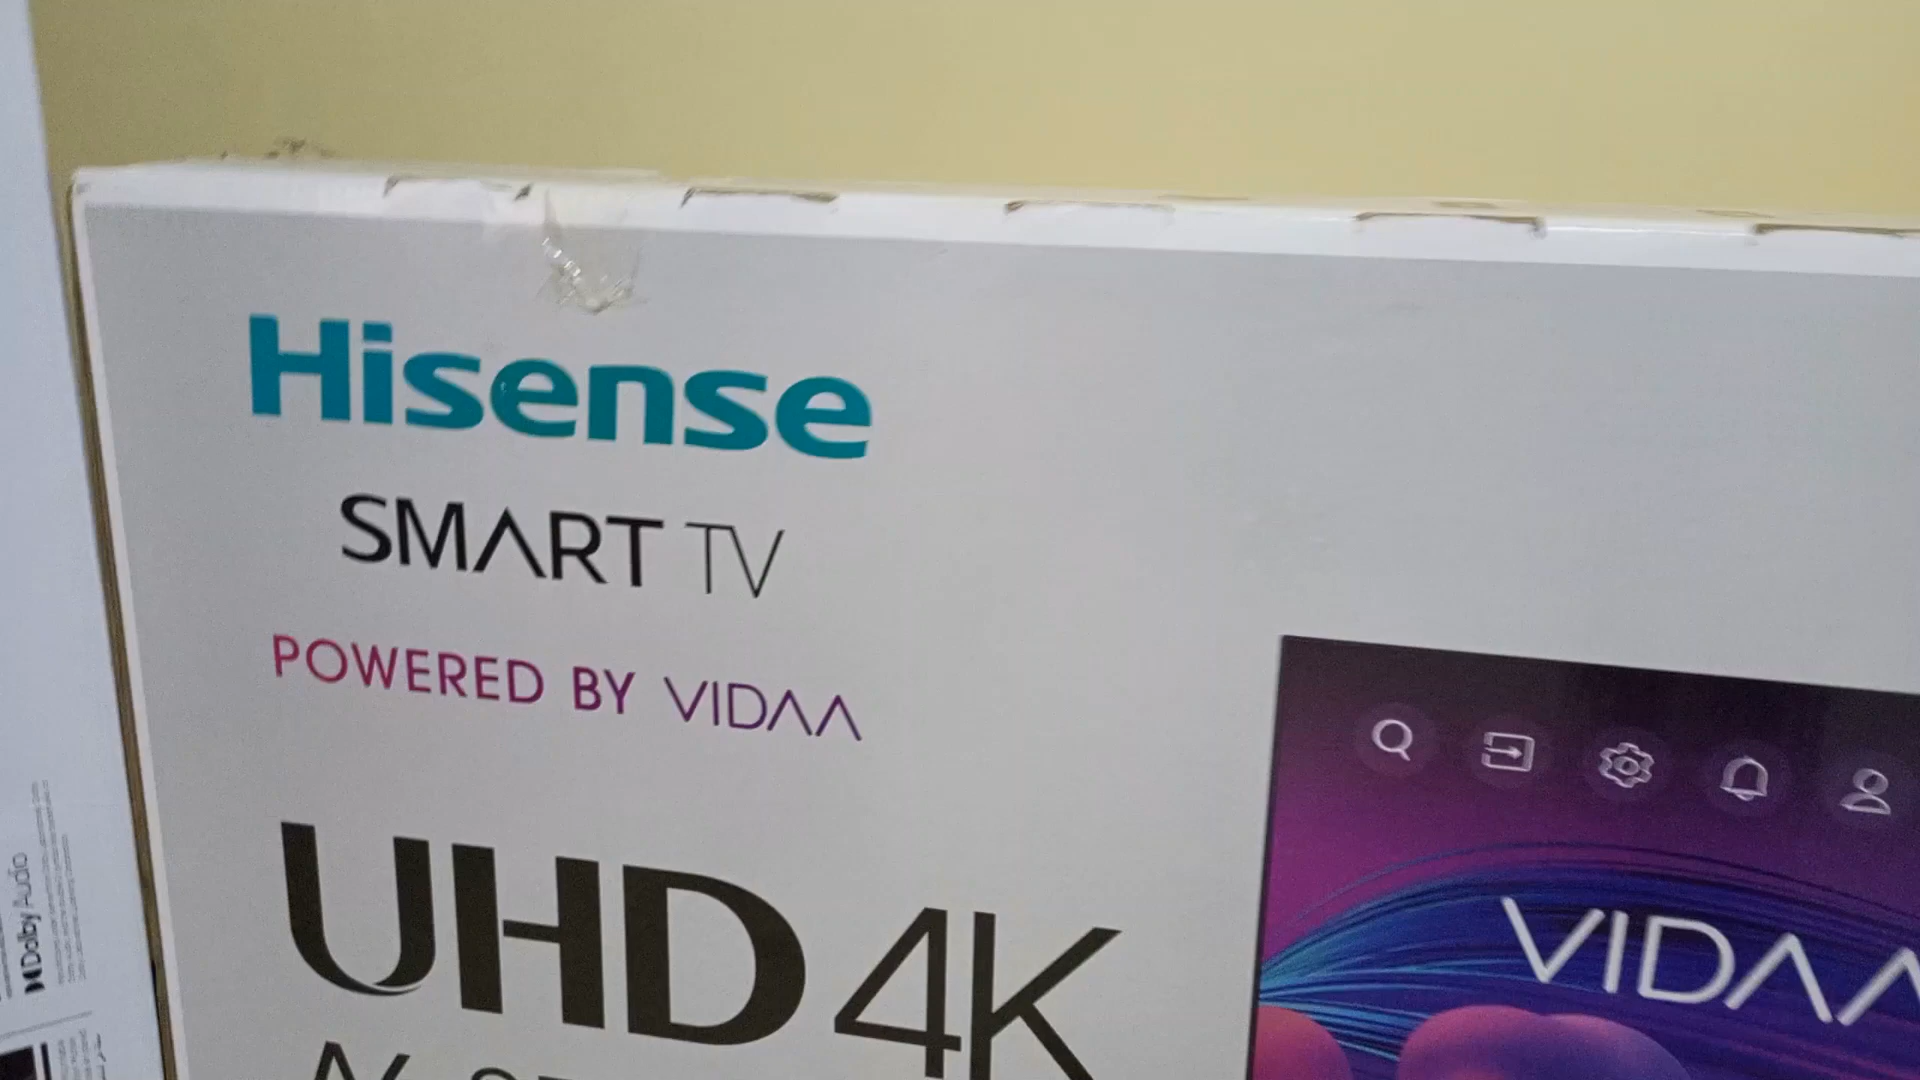 Hisense
SMART TV
POWERED BY VIDAA
UHD 4K
VIDAA
Dolby Audio